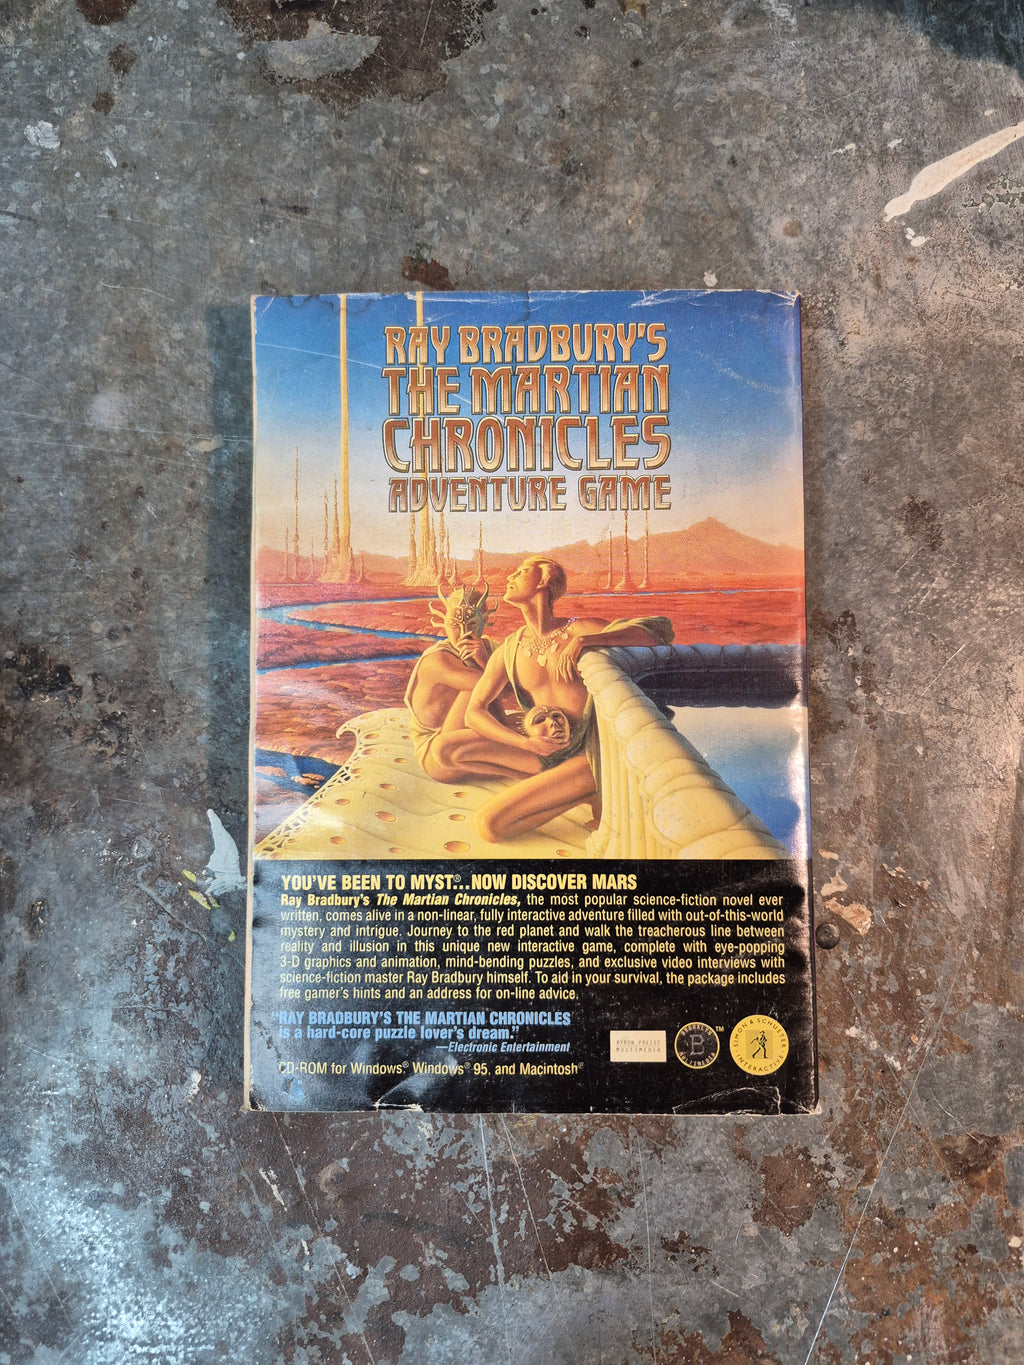 RAY BRADBURY'S
THE MARTIAN
CHRONICLES
ADVENTURE GAME
YOU'VE BEEN TO MYST®...NOW DISCOVER MARS
Ray Bradbury's The Martian Chronicles, the most popular science-fiction novel ever
written, comes alive in a non-linear, fully interactive adventure filled with out-of-this-world
mystery and intrigue. Journey to the red planet and walk the treacherous line between
reality and illusion in this unique new interactive game, complete with eye-popping
3-D graphics and animation, mind-bending puzzles, and exclusive video interviews with
science-fiction master Ray Bradbury himself. To aid in your survival, the package includes
free gamer's hints and an address for on-line advice.
"RAY BRADBURY'S THE MARTIAN CHRONICLES
is a hard-core puzzle lover's dream."
—Electronic Entertainment
CD-ROM for Windows® Windows® 95, and Macintosh®
BYRON PREISS
MULTIMEDIA
BROOKLYN
B
MULTIMEDIA
™
SIMON & SCHUSTER
INTERACTIVE